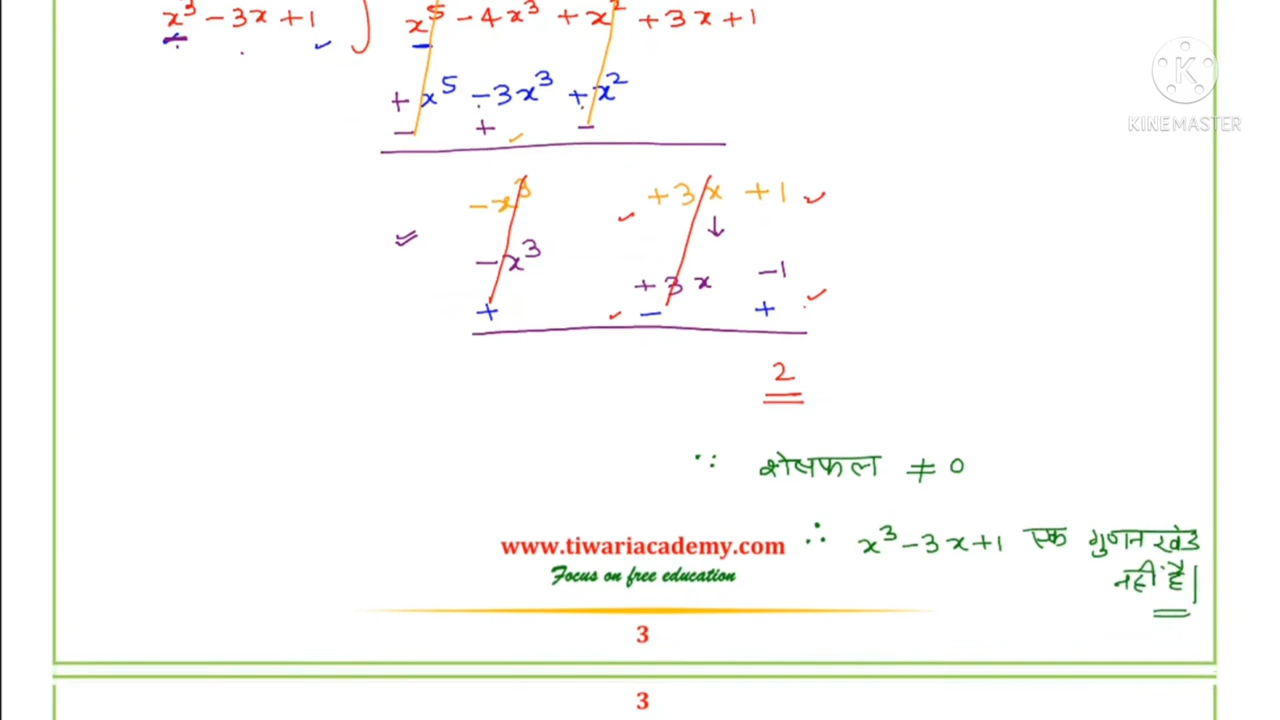 x³ - 3x + 1 ) x⁵ - 4x³ + x² + 3x + 1
+ x⁵ - 3x³ + x²
- + -
- x³ + 3x + 1
- x³ + 3x - 1
+ - +
2
∵ शेषफल ≠ 0
∴ x³ - 3x + 1 एक गुणनखंड
नहीं है|
K
KINEMASTER
www.tiwariacademy.com
Focus on free education
3
3